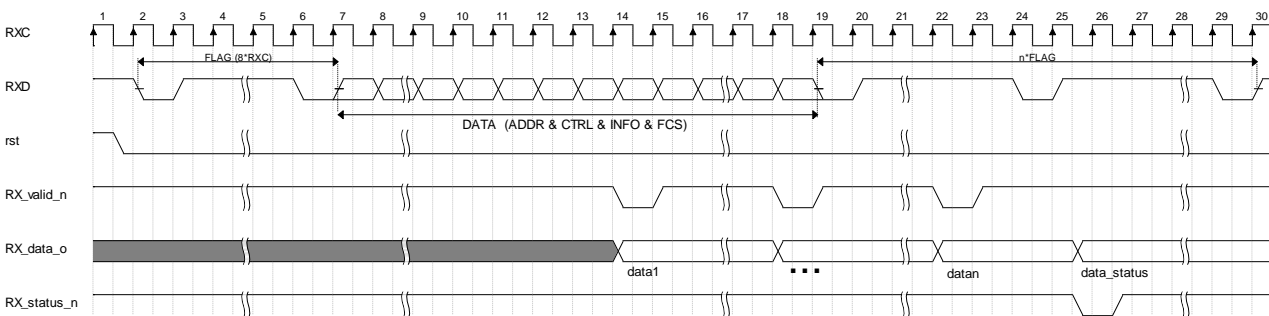 1 2 3 4 5 6 7 8 9 10 11 12 13 14 15 16 17 18 19 20 21 22 23 24 25 26 27 28 29 30
RXC
FLAG (8*RXC) n*FLAG
RXD
DATA (ADDR & CTRL & INFO & FCS)
rst
RX_valid_n
RX_data_o
data1 ... datan data_status
RX_status_n